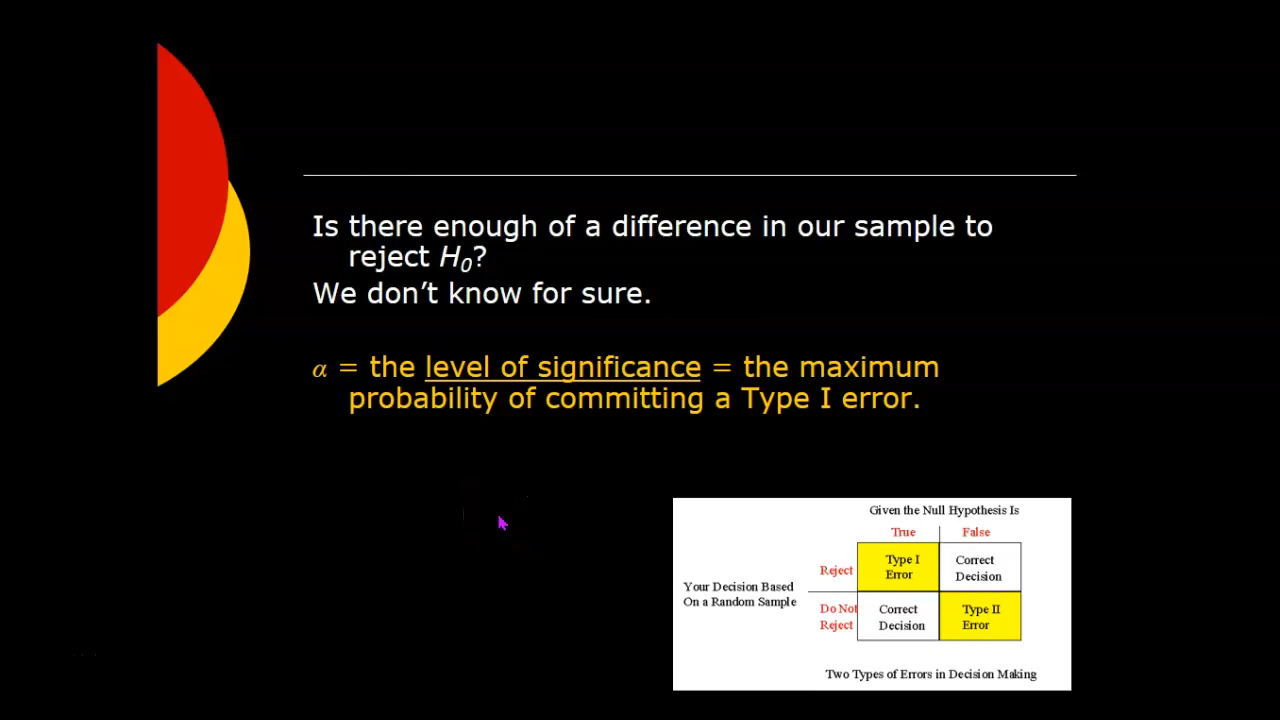 Is there enough of a difference in our sample to
reject H₀?
We don’t know for sure.
α = the level of significance = the maximum
probability of committing a Type I error.
Given the Null Hypothesis Is
True False
Reject
Type I
Error
Correct
Decision
Your Decision Based
On a Random Sample
Do Not
Reject
Correct
Decision
Type II
Error
Two Types of Errors in Decision Making